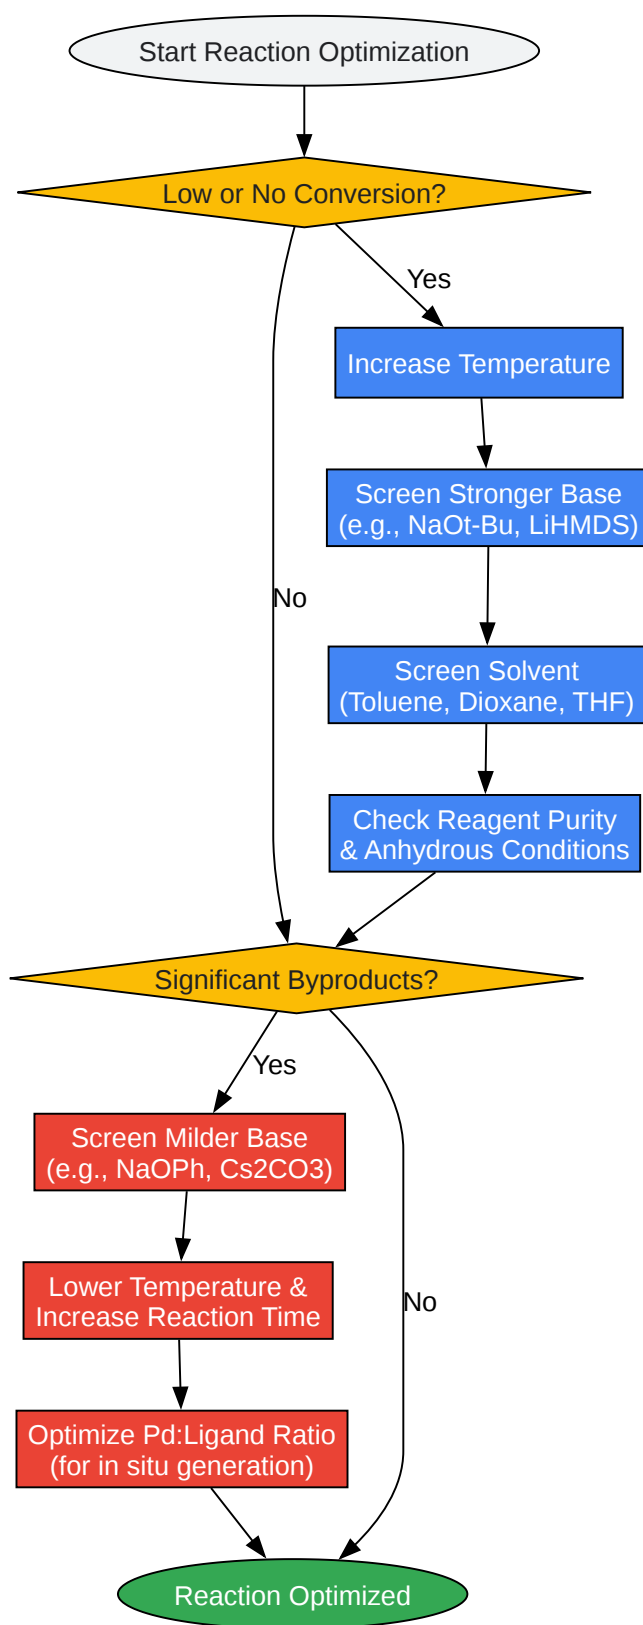 Start Reaction Optimization
Low or No Conversion?
Yes
Increase Temperature
Screen Stronger Base
(e.g., NaOt-Bu, LiHMDS)
No
Screen Solvent
(Toluene, Dioxane, THF)
Check Reagent Purity
& Anhydrous Conditions
Significant Byproducts?
Yes
Screen Milder Base
(e.g., NaOPh, Cs2CO3)
Lower Temperature &
Increase Reaction Time
No
Optimize Pd:Ligand Ratio
(for in situ generation)
Reaction Optimized